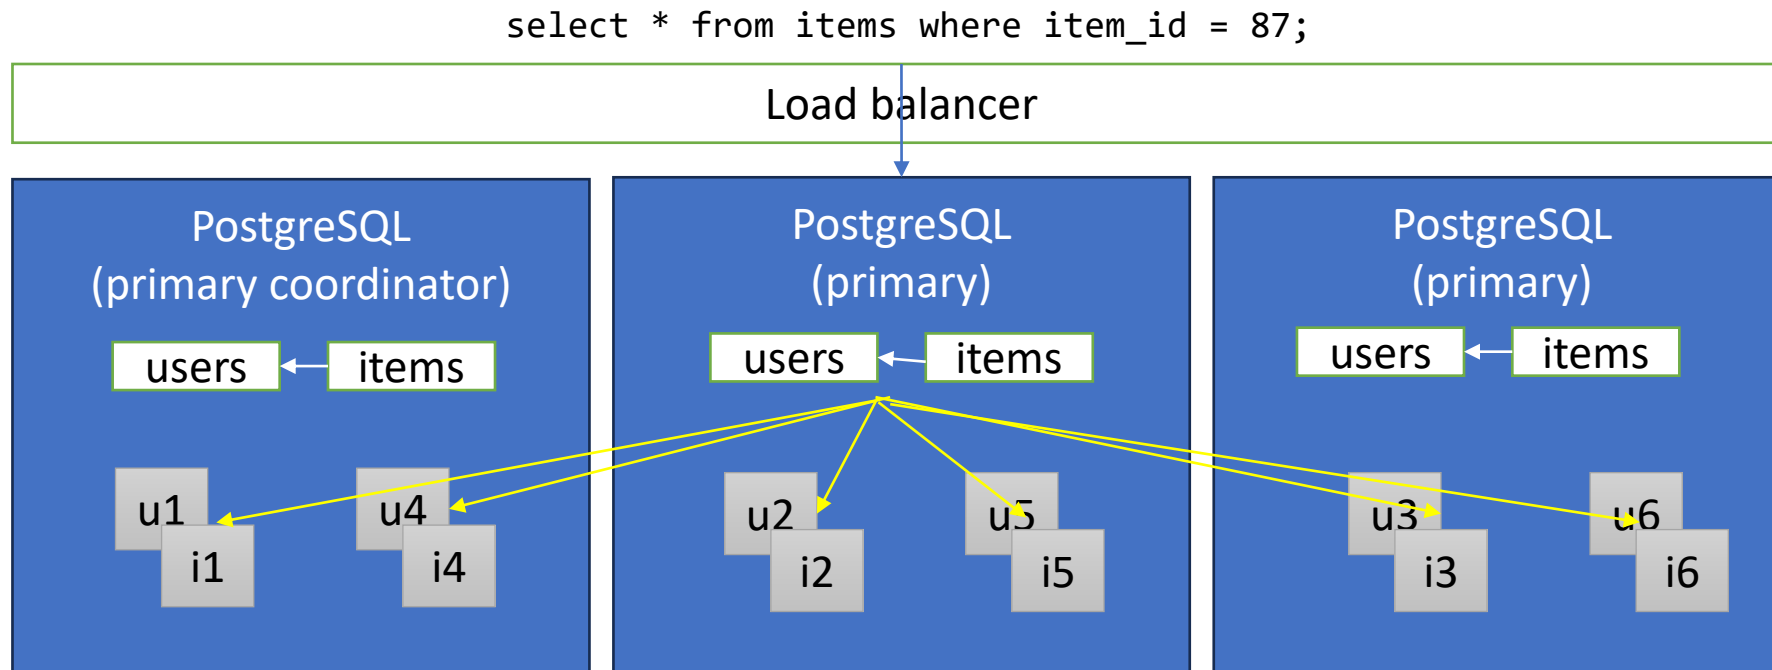 select * from items where item_id = 87;
Load balancer
PostgreSQL
(primary coordinator)
users
items
u1
i1
u4
i4
PostgreSQL
(primary)
users
items
u2
i2
u5
i5
PostgreSQL
(primary)
users
items
u3
i3
u6
i6